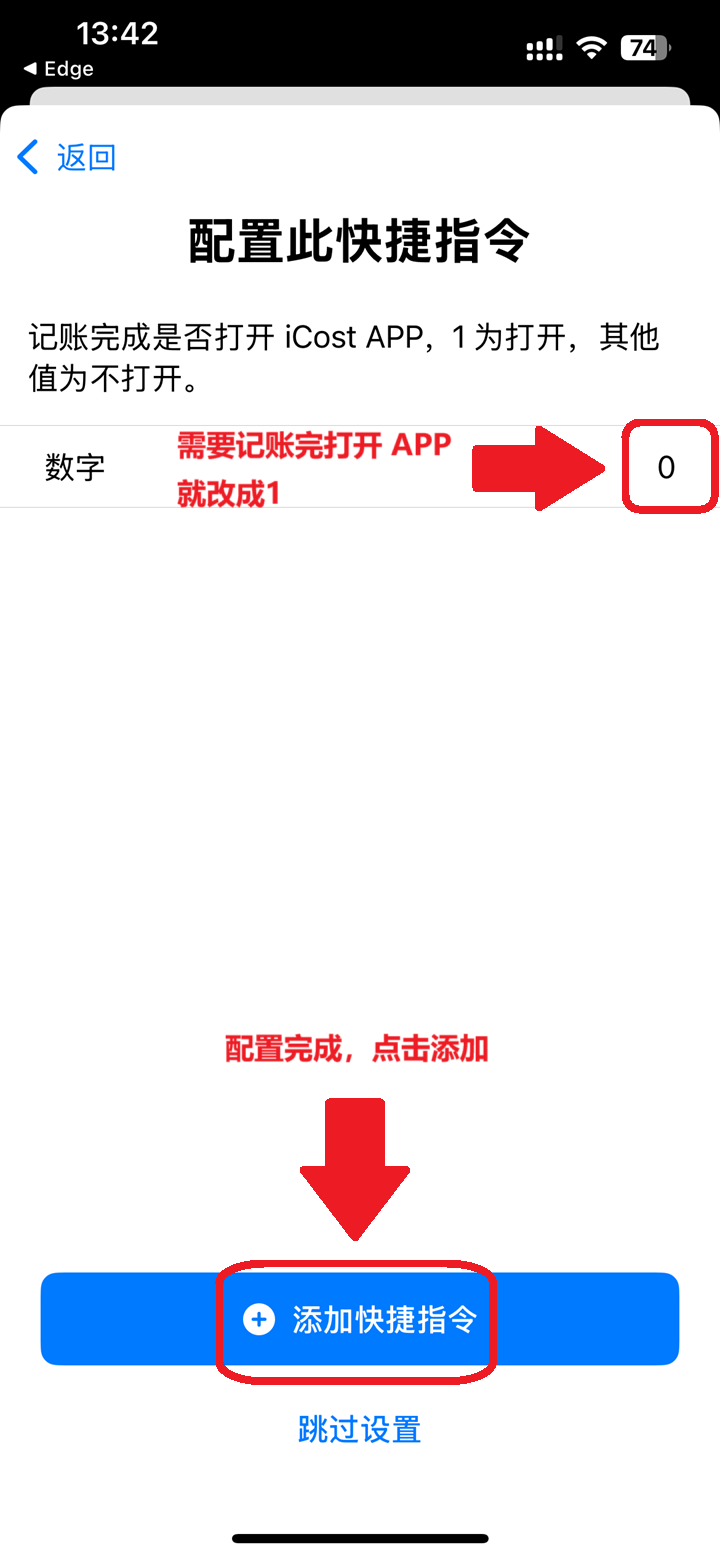 13:42
74
◀ Edge
返回
配置此快捷指令
记账完成是否打开 iCost APP，1 为打开，其他
值为不打开。
数字
需要记账完打开 APP
就改成1
0
配置完成，点击添加
添加快捷指令
跳过设置